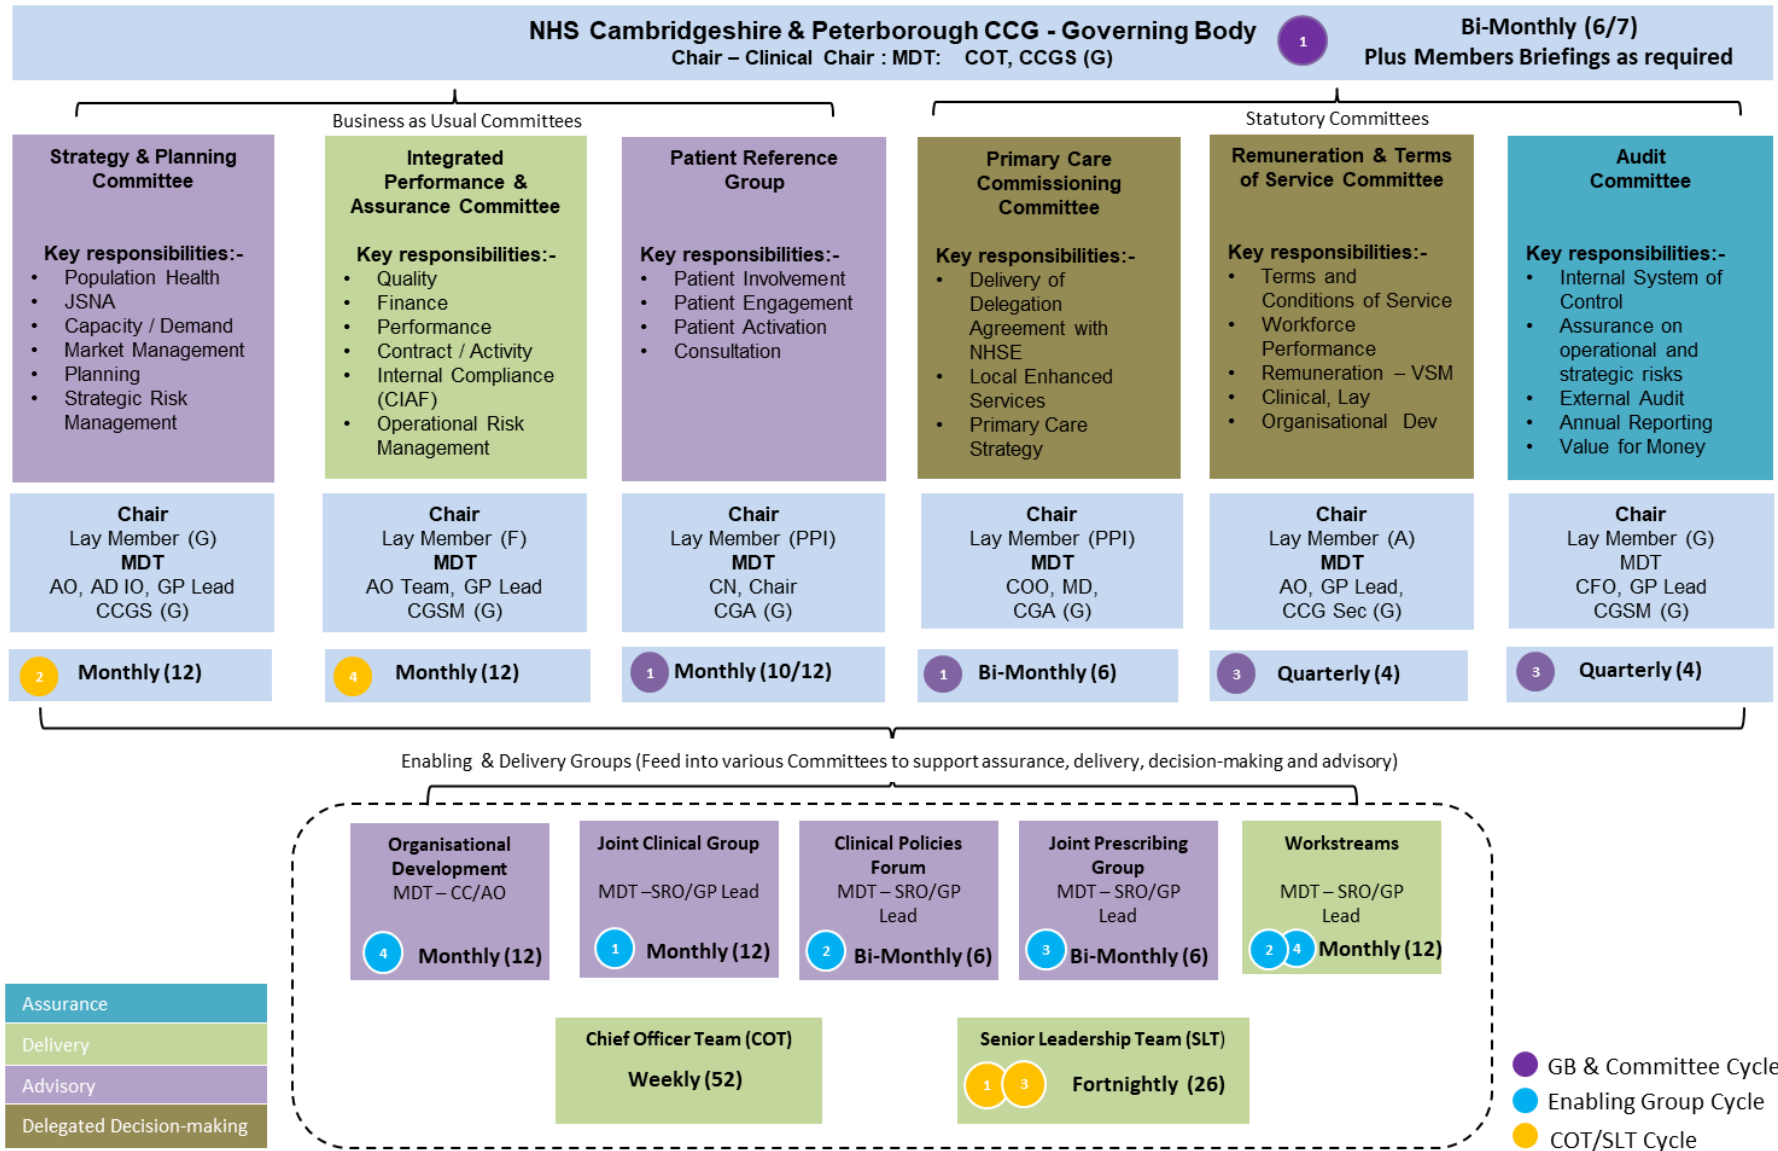 NHS Cambridgeshire & Peterborough CCG - Governing Body
Chair – Clinical Chair : MDT: COT, CCGS (G)
1
Bi-Monthly (6/7)
Plus Members Briefings as required
Business as Usual Committees
Statutory Committees
Strategy & Planning
Committee
Key responsibilities:-
• Population Health
• JSNA
• Capacity / Demand
• Market Management
• Planning
• Strategic Risk
Management
Chair
Lay Member (G)
MDT
AO, AD IO, GP Lead
CCGS (G)
2 Monthly (12)
Integrated
Performance &
Assurance Committee
Key responsibilities:-
• Quality
• Finance
• Performance
• Contract / Activity
• Internal Compliance
(CIAF)
• Operational Risk
Management
Chair
Lay Member (F)
MDT
AO Team, GP Lead
CGSM (G)
4 Monthly (12)
Patient Reference
Group
Key responsibilities:-
• Patient Involvement
• Patient Engagement
• Patient Activation
• Consultation
Chair
Lay Member (PPI)
MDT
CN, Chair
CGA (G)
1 Monthly (10/12)
Primary Care
Commissioning
Committee
Key responsibilities:-
• Delivery of
Delegation
Agreement with
NHSE
• Local Enhanced
Services
• Primary Care
Strategy
Chair
Lay Member (PPI)
MDT
COO, MD,
CGA (G)
1 Bi-Monthly (6)
Remuneration & Terms
of Service Committee
Key responsibilities:-
• Terms and
Conditions of Service
• Workforce
Performance
• Remuneration – VSM
• Clinical, Lay
• Organisational Dev
Chair
Lay Member (A)
MDT
AO, GP Lead,
CCG Sec (G)
3 Quarterly (4)
Audit
Committee
Key responsibilities:-
• Internal System of
Control
• Assurance on
operational and
strategic risks
• External Audit
• Annual Reporting
• Value for Money
Chair
Lay Member (G)
MDT
CFO, GP Lead
CGSM (G)
3 Quarterly (4)
Enabling & Delivery Groups (Feed into various Committees to support assurance, delivery, decision-making and advisory)
Organisational
Development
MDT – CC/AO
4 Monthly (12)
Joint Clinical Group
MDT –SRO/GP Lead
1 Monthly (12)
Clinical Policies
Forum
MDT – SRO/GP
Lead
2 Bi-Monthly (6)
Joint Prescribing
Group
MDT – SRO/GP
Lead
3 Bi-Monthly (6)
Workstreams
MDT – SRO/GP
Lead
2 4 Monthly (12)
Chief Officer Team (COT)
Weekly (52)
Senior Leadership Team (SLT)
1 3 Fortnightly (26)
Assurance
Delivery
Advisory
Delegated Decision-making
GB & Committee Cycle
Enabling Group Cycle
COT/SLT Cycle